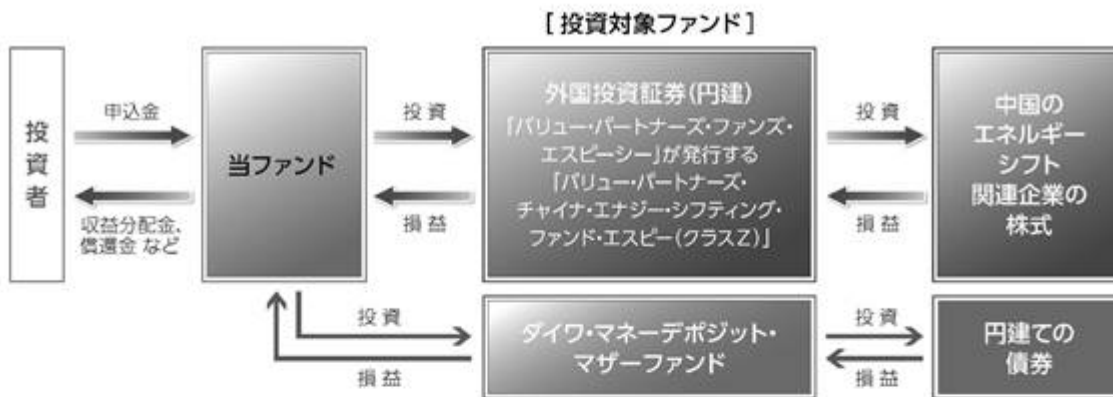 [投資対象ファンド]
投資者
申込金
収益分配金、
償還金 など
当ファンド
投資
損益
外国投資証券(円建)
「バリュー・パートナーズ・ファンズ・
エスピーシー」が発行する
「バリュー・パートナーズ・
チャイナ・エナジー・シフティング・
ファンド・エスピー(クラスZ)」
投資
損益
中国の
エネルギー
シフト
関連企業の
株式
投資
損益
ダイワ・マネーデポジット・
マザーファンド
投資
損益
円建ての
債券